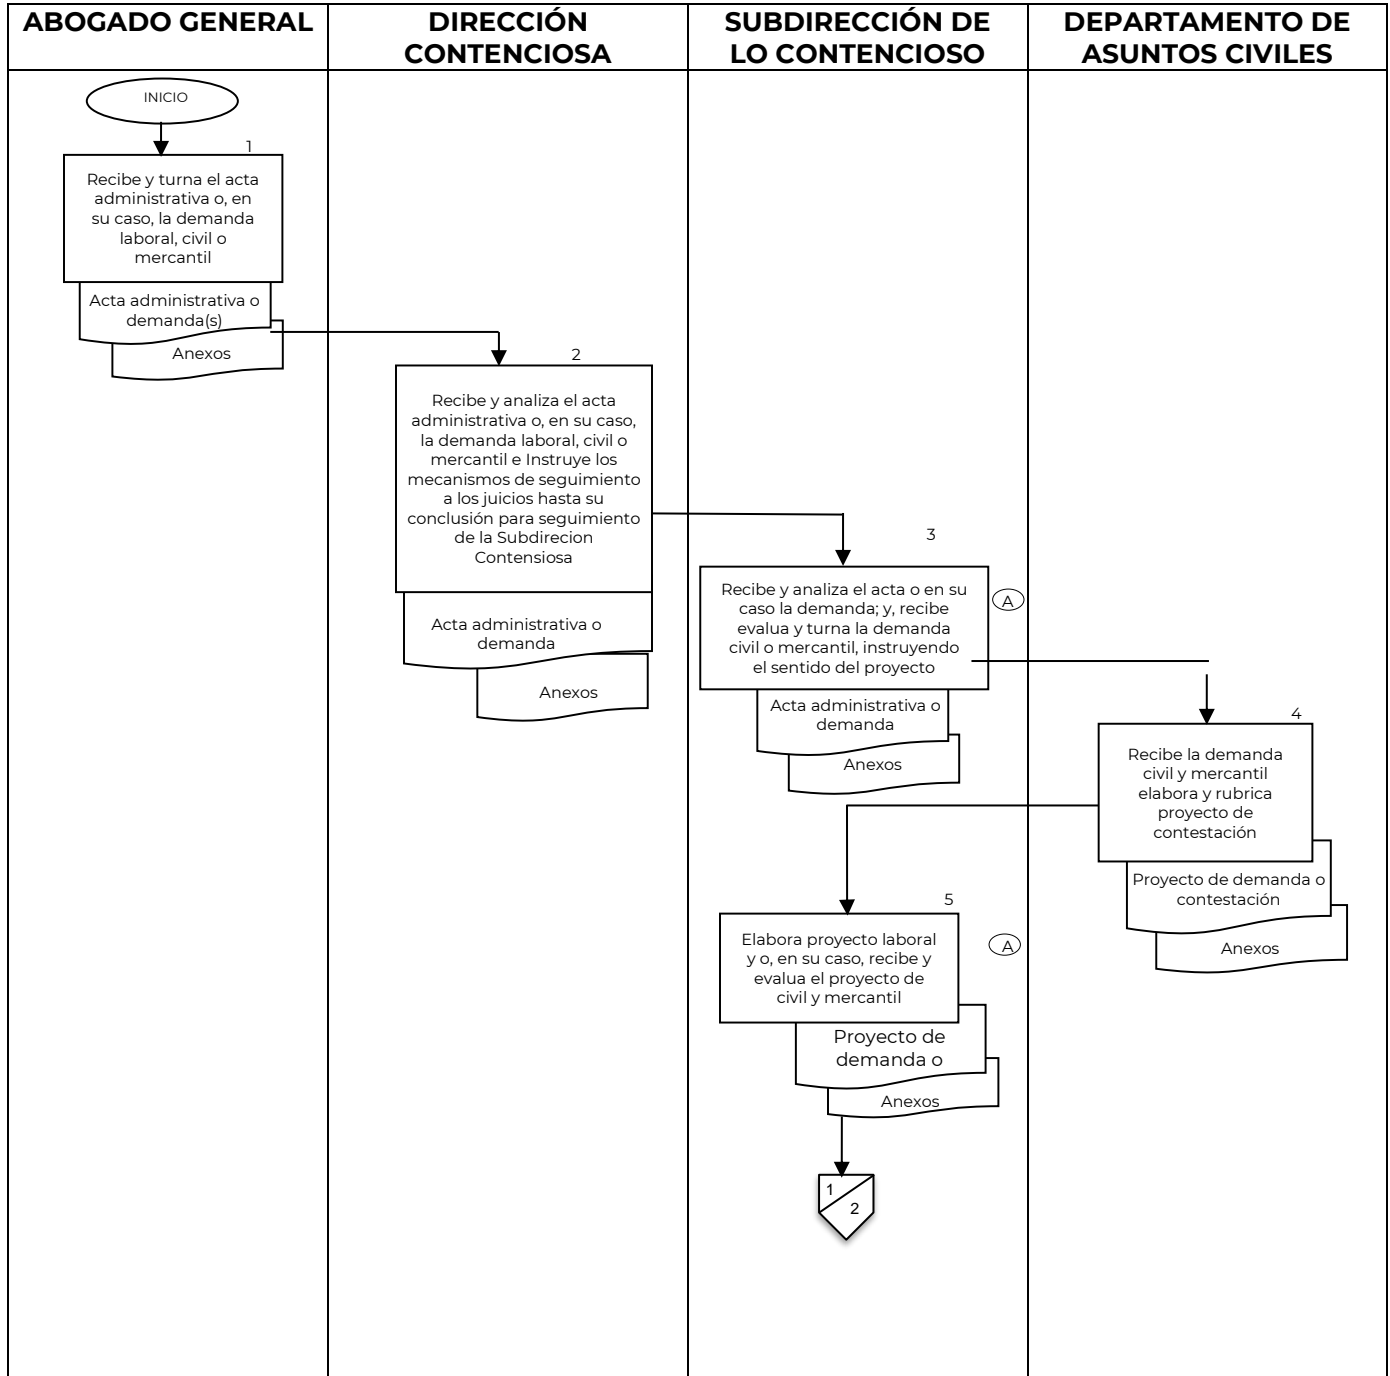 ABOGADO GENERAL
DIRECCIÓN
CONTENCIOSA
SUBDIRECCIÓN DE
LO CONTENCIOSO
DEPARTAMENTO DE
ASUNTOS CIVILES
INICIO
1
Recibe y turna el acta
administrativa o, en
su caso, la demanda
laboral, civil o
mercantil
Acta administrativa o
demanda(s)
Anexos
2
Recibe y analiza el acta
administrativa o, en su caso,
la demanda laboral, civil o
mercantil e Instruye los
mecanismos de seguimiento
a los juicios hasta su
conclusión para seguimiento
de la Subdirecion
Contensiosa
Acta administrativa o
demanda
Anexos
3
Recibe y analiza el acta o en su
caso la demanda; y, recibe
evalua y turna la demanda
civil o mercantil, instruyendo
el sentido del proyecto
A
Acta administrativa o
demanda
Anexos
4
Recibe la demanda
civil y mercantil
elabora y rubrica
proyecto de
contestación
Proyecto de demanda o
contestación
Anexos
5
Elabora proyecto laboral
y o, en su caso, recibe y
evalua el proyecto de
civil y mercantil
A
Proyecto de
demanda o
Anexos
1
2